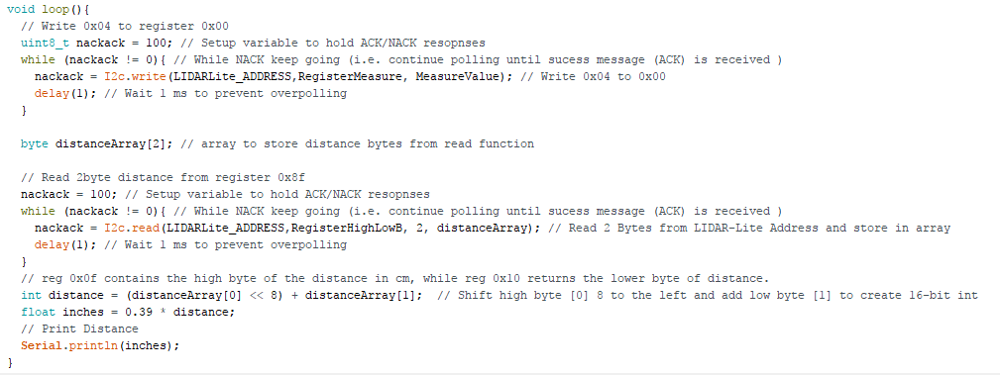 void loop(){
  // Write 0x04 to register 0x00
  uint8_t nackack = 100; // Setup variable to hold ACK/NACK resopnses
  while (nackack != 0){ // While NACK keep going (i.e. continue polling until sucess message (ACK) is received )
    nackack = I2c.write(LIDARLite_ADDRESS,RegisterMeasure, MeasureValue); // Write 0x04 to 0x00
    delay(1); // Wait 1 ms to prevent overpolling
  }
  byte distanceArray[2]; // array to store distance bytes from read function
  // Read 2byte distance from register 0x8f
  nackack = 100; // Setup variable to hold ACK/NACK resopnses
  while (nackack != 0){ // While NACK keep going (i.e. continue polling until sucess message (ACK) is received )
    nackack = I2c.read(LIDARLite_ADDRESS,RegisterHighLowB, 2, distanceArray); // Read 2 Bytes from LIDAR-Lite Address and store in array
    delay(1); // Wait 1 ms to prevent overpolling
  }
  // reg 0x0f contains the high byte of the distance in cm, while reg 0x10 returns the lower byte of distance.
  int distance = (distanceArray[0] << 8) + distanceArray[1];  // Shift high byte [0] 8 to the left and add low byte [1] to create 16-bit int
  float inches = 0.39 * distance;
  // Print Distance
  Serial.println(inches);
}